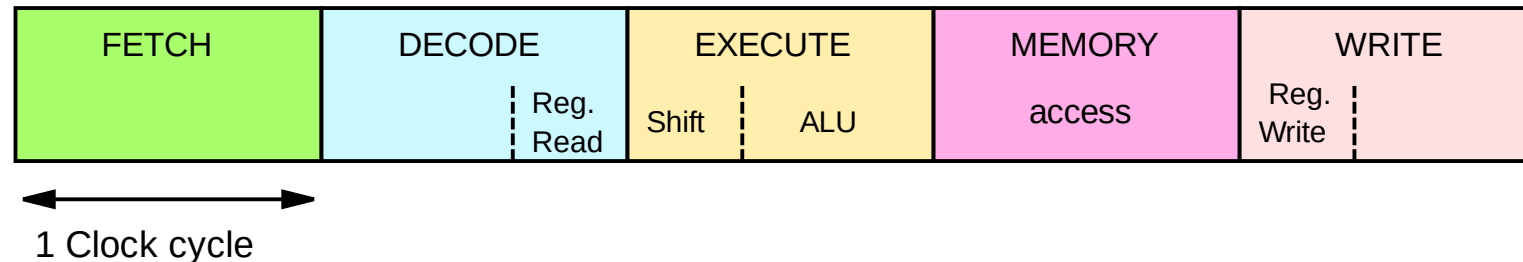 FETCH
DECODE
Reg.
Read
EXECUTE
Shift
ALU
MEMORY
access
WRITE
Reg.
Write
1 Clock cycle